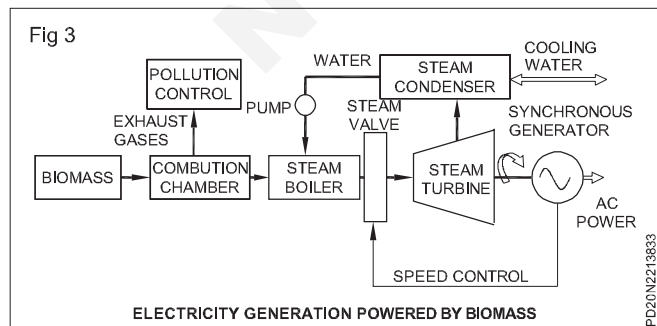 Fig 3
POLLUTION
CONTROL
WATER
STEAM
CONDENSER
COOLING
WATER
PUMP
STEAM
VALVE
SYNCHRONOUS
GENERATOR
EXHAUST
GASES
BIOMASS
COMBUTION
CHAMBER
STEAM
BOILER
STEAM
TURBINE
AC
POWER
SPEED CONTROL
ELECTRICITY GENERATION POWERED BY BIOMASS
PD20N2213833